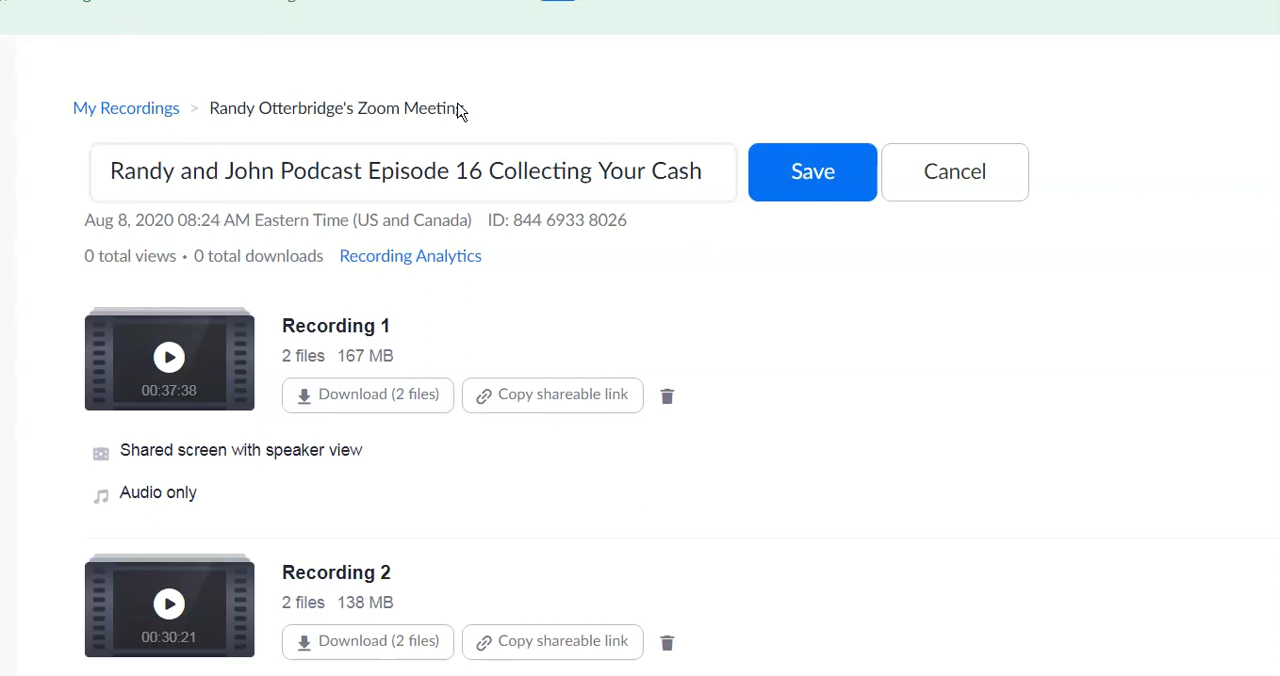 My Recordings > Randy Otterbridge's Zoom Meeting
Randy and John Podcast Episode 16 Collecting Your Cash Save Cancel
Aug 8, 2020 08:24 AM Eastern Time (US and Canada) ID: 844 6933 8026
0 total views • 0 total downloads Recording Analytics
Recording 1
2 files 167 MB
00:37:38 Download (2 files) Copy shareable link
Shared screen with speaker view
Audio only
Recording 2
2 files 138 MB
00:30:21 Download (2 files) Copy shareable link